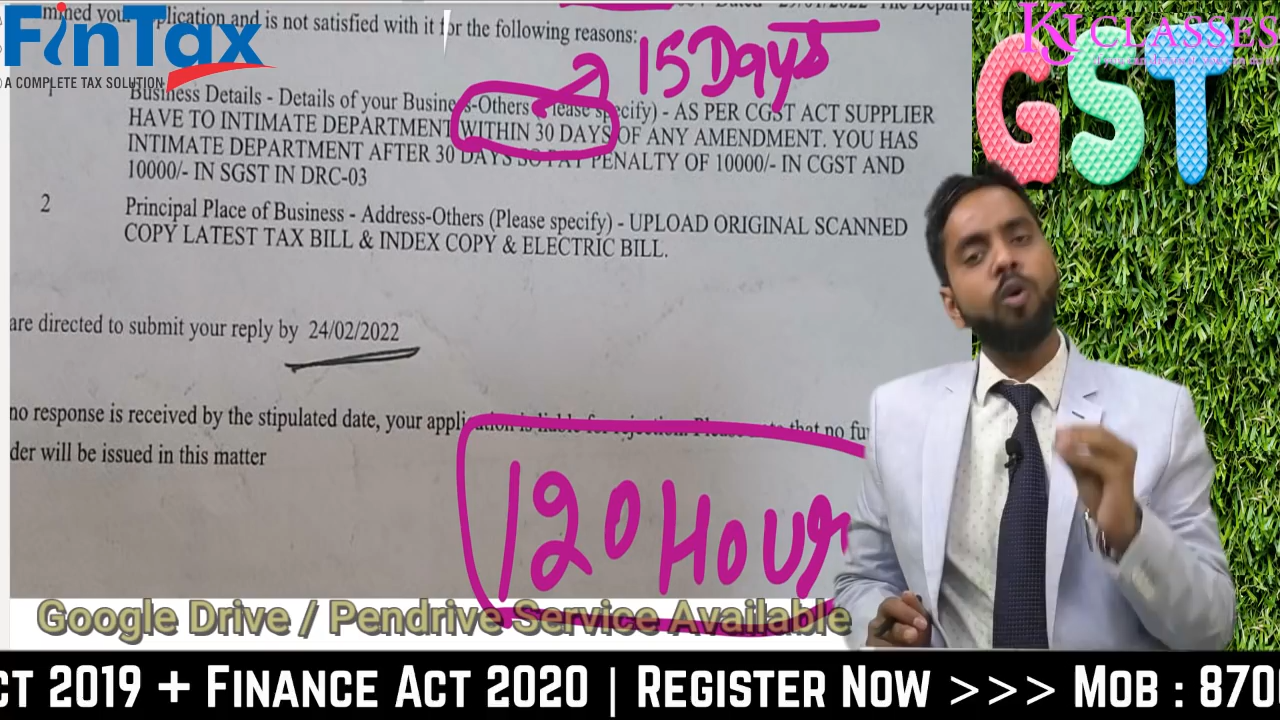 mined your application and is not satisfied with it for the following reasons:
FinTax
A COMPLETE TAX SOLUTION
KJ CLASSES
GST
15 Days
1 Business Details - Details of your Business-Others (Please specify) - AS PER CGST ACT SUPPLIER
HAVE TO INTIMATE DEPARTMENT WITHIN 30 DAYS OF ANY AMENDMENT. YOU HAS
INTIMATE DEPARTMENT AFTER 30 DAYS SO PAY PENALTY OF 10000/- IN CGST AND
10000/- IN SGST IN DRC-03
2 Principal Place of Business - Address-Others (Please specify) - UPLOAD ORIGINAL SCANNED
COPY LATEST TAX BILL & INDEX COPY & ELECTRIC BILL.
are directed to submit your reply by 24/02/2022
no response is received by the stipulated date, your application is liable for rejection. Please note that no fur
der will be issued in this matter
120 Hour
Google Drive / Pendrive Service Available
CT 2019 + FINANCE ACT 2020 | REGISTER NOW >>> MOB : 870